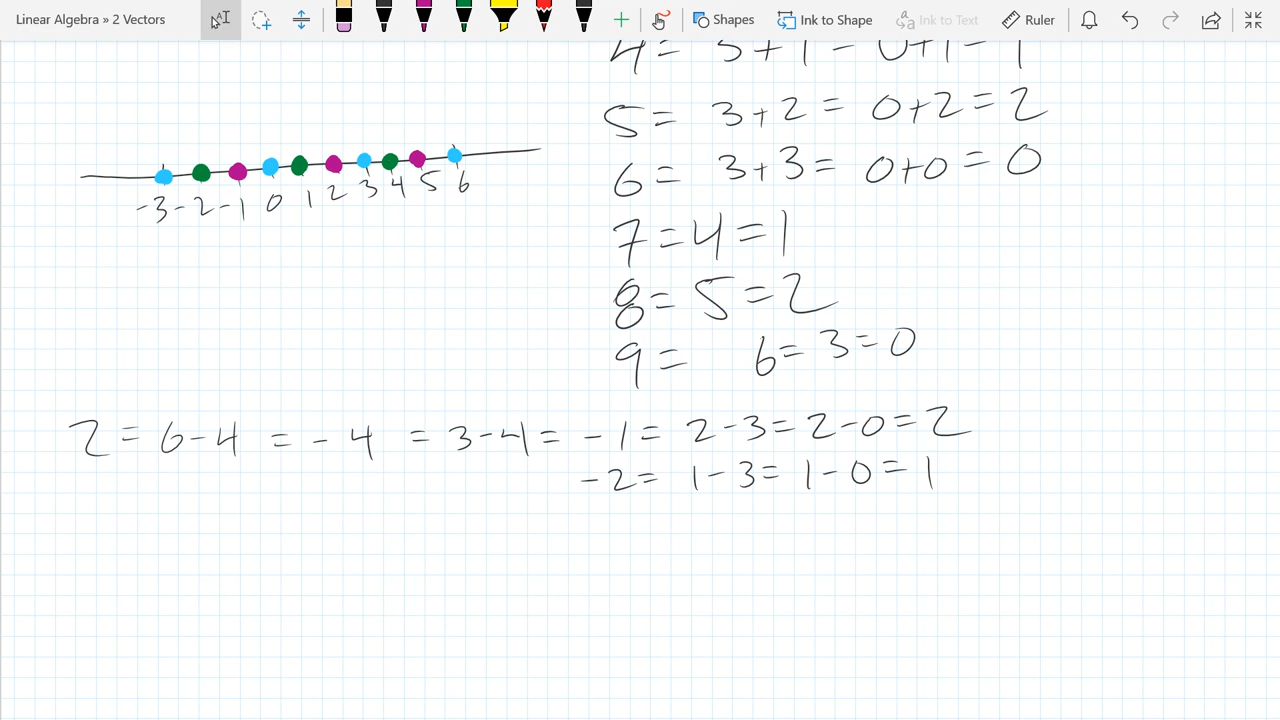 Linear Algebra » 2 Vectors
Shapes
Ink to Shape
Ink to Text
Ruler
4 = 3+1 = 0+1 = 1
5 = 3+2 = 0+2 = 2
6 = 3+3 = 0+0 = 0
7 = 4 = 1
8 = 5 = 2
9 = 6 = 3 = 0
-3 -2 -1 0 1 2 3 4 5 6
2 = 6-4 = -4 = 3-4 = -1 = 2-3 = 2-0 = 2
-2 = 1-3 = 1-0 = 1